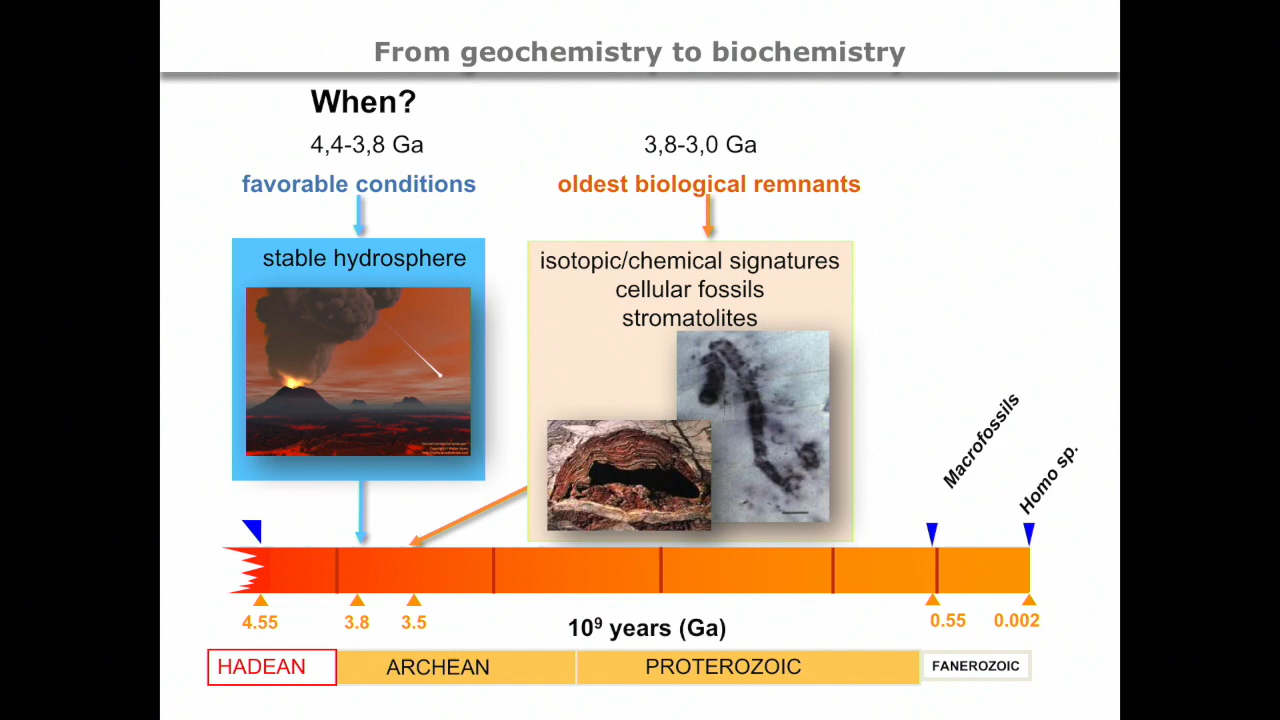 From geochemistry to biochemistry
When?
4,4-3,8 Ga
3,8-3,0 Ga
favorable conditions
oldest biological remnants
stable hydrosphere
isotopic/chemical signatures
cellular fossils
stromatolites
Macrofossils
Homo sp.
4.55
3.8
3.5
10⁹ years (Ga)
0.55
0.002
HADEAN
ARCHEAN
PROTEROZOIC
FANEROZOIC